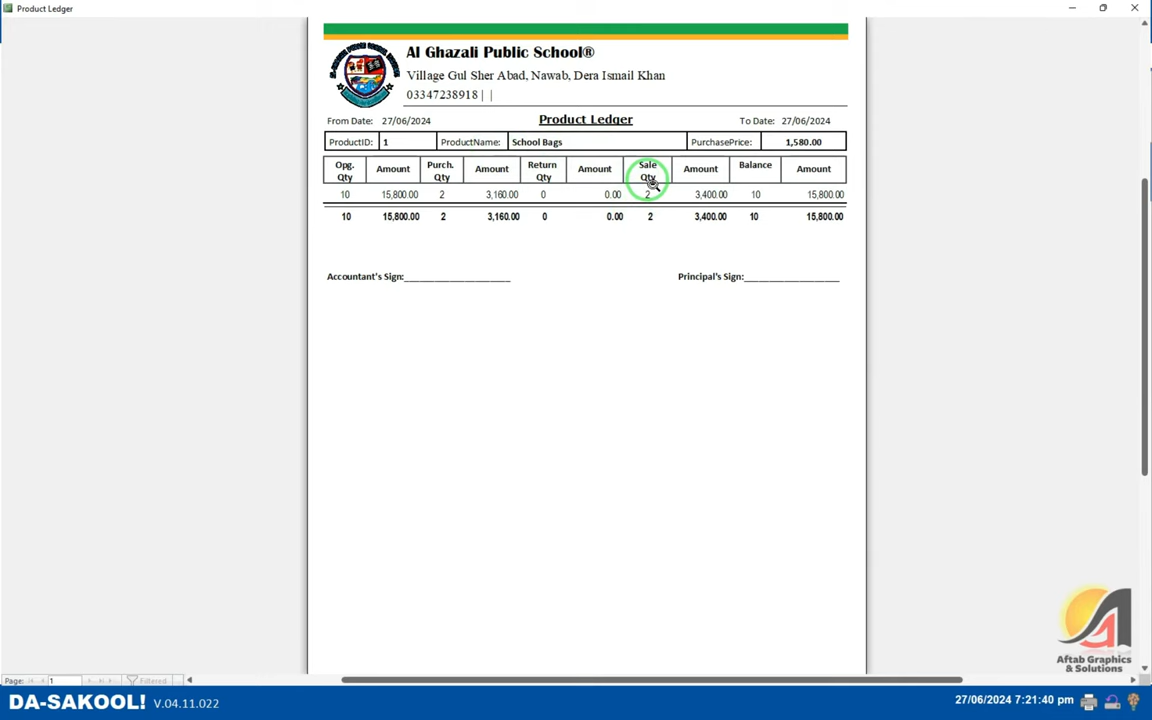 Product Ledger
Al Ghazali Public School®
Village Gul Sher Abad, Nawab, Dera Ismail Khan
03347238918 | |
From Date: 27/06/2024 Product Ledger To Date: 27/06/2024
ProductID: 1 ProductName: School Bags PurchasePrice: 1,580.00
Opg. Qty Amount Purch. Qty Amount Return Qty Amount Sale Qty Amount Balance Amount
10 15,800.00 2 3,160.00 0 0.00 2 3,400.00 10 15,800.00
10 15,800.00 2 3,160.00 0 0.00 2 3,400.00 10 15,800.00
Accountant's Sign:____________________ Principal's Sign:____________________
Aftab Graphics
& Solutions
Page: 1 Filtered
DA-SAKOOL! V.04.11.022 27/06/2024 7:21:40 pm